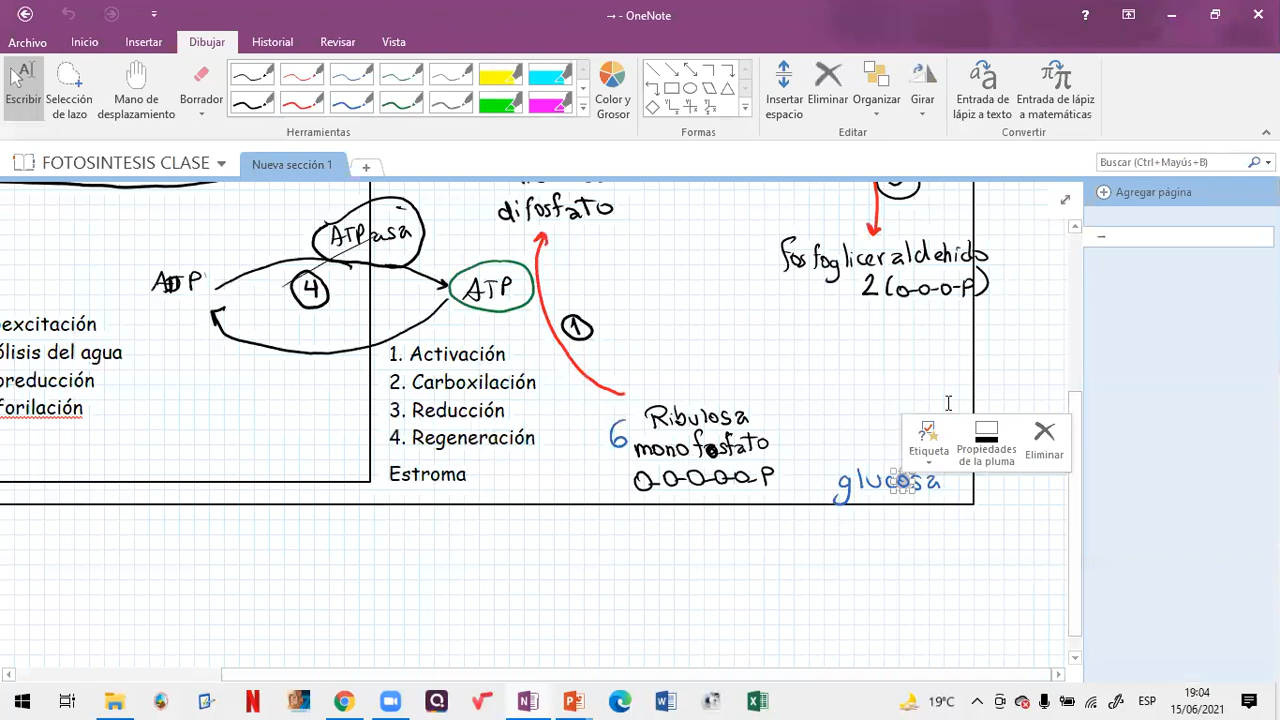 → - OneNote
Archivo Inicio Insertar Dibujar Historial Revisar Vista
Escribir
Selección de lazo
Mano de desplazamiento
Borrador
Color y Grosor
Insertar espacio
Eliminar
Organizar
Girar
Entrada de lápiz a texto
Entrada de lápiz a matemáticas
Herramientas Formas Editar Convertir
FOTOSINTESIS CLASE
Nueva sección 1
Buscar (Ctrl+Mayús+B)
Agregar página
difosfato
ATPasa
fosfogliceraldehido
2 (o-o-o-P)
4
ATP
1
oexcitación
ólisis del agua
oreducción
forilación
1. Activación
2. Carboxilación
3. Reducción
4. Regeneración
Estroma
6 Ribulosa
monofosfato
o-o-o-o-o-P
Etiqueta
Propiedades de la pluma
Eliminar
glucosa
19°C
ESP
19:04
15/06/2021